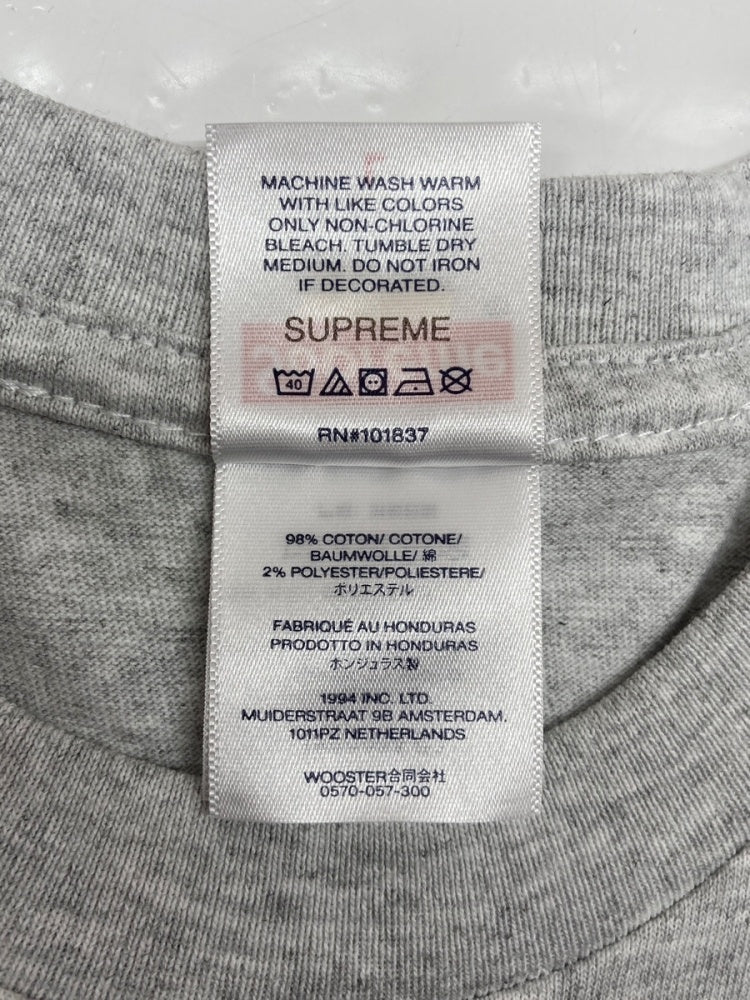 MACHINE WASH WARM
WITH LIKE COLORS
ONLY NON-CHLORINE
BLEACH. TUMBLE DRY
MEDIUM. DO NOT IRON
IF DECORATED.
SUPREME
40
RN#101837
98% COTON/ COTONE/
BAUMWOLLE/ 綿
2% POLYESTER/POLIESTERE/
ポリエステル
FABRIQUÉ AU HONDURAS
PRODOTTO IN HONDURAS
ホンジュラス製
1994 INC. LTD.
MUIDERSTRAAT 9B AMSTERDAM.
1011PZ NETHERLANDS
WOOSTER合同会社
0570-057-300